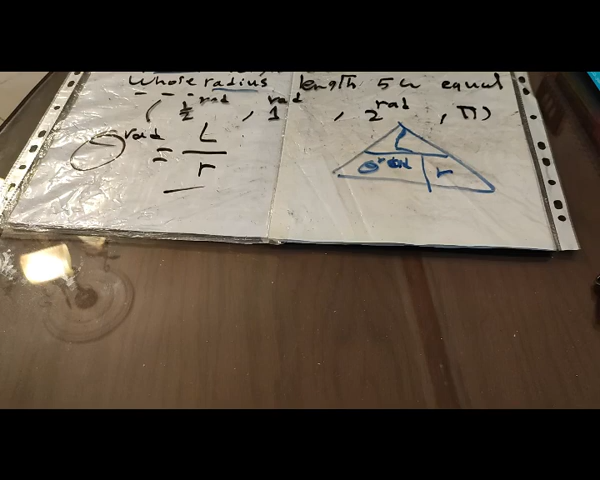 whose radius length 5cm equal
( 1/2 rad , 1 rad , 2 rad , π)
θ rad = L / r
L
θ rad r